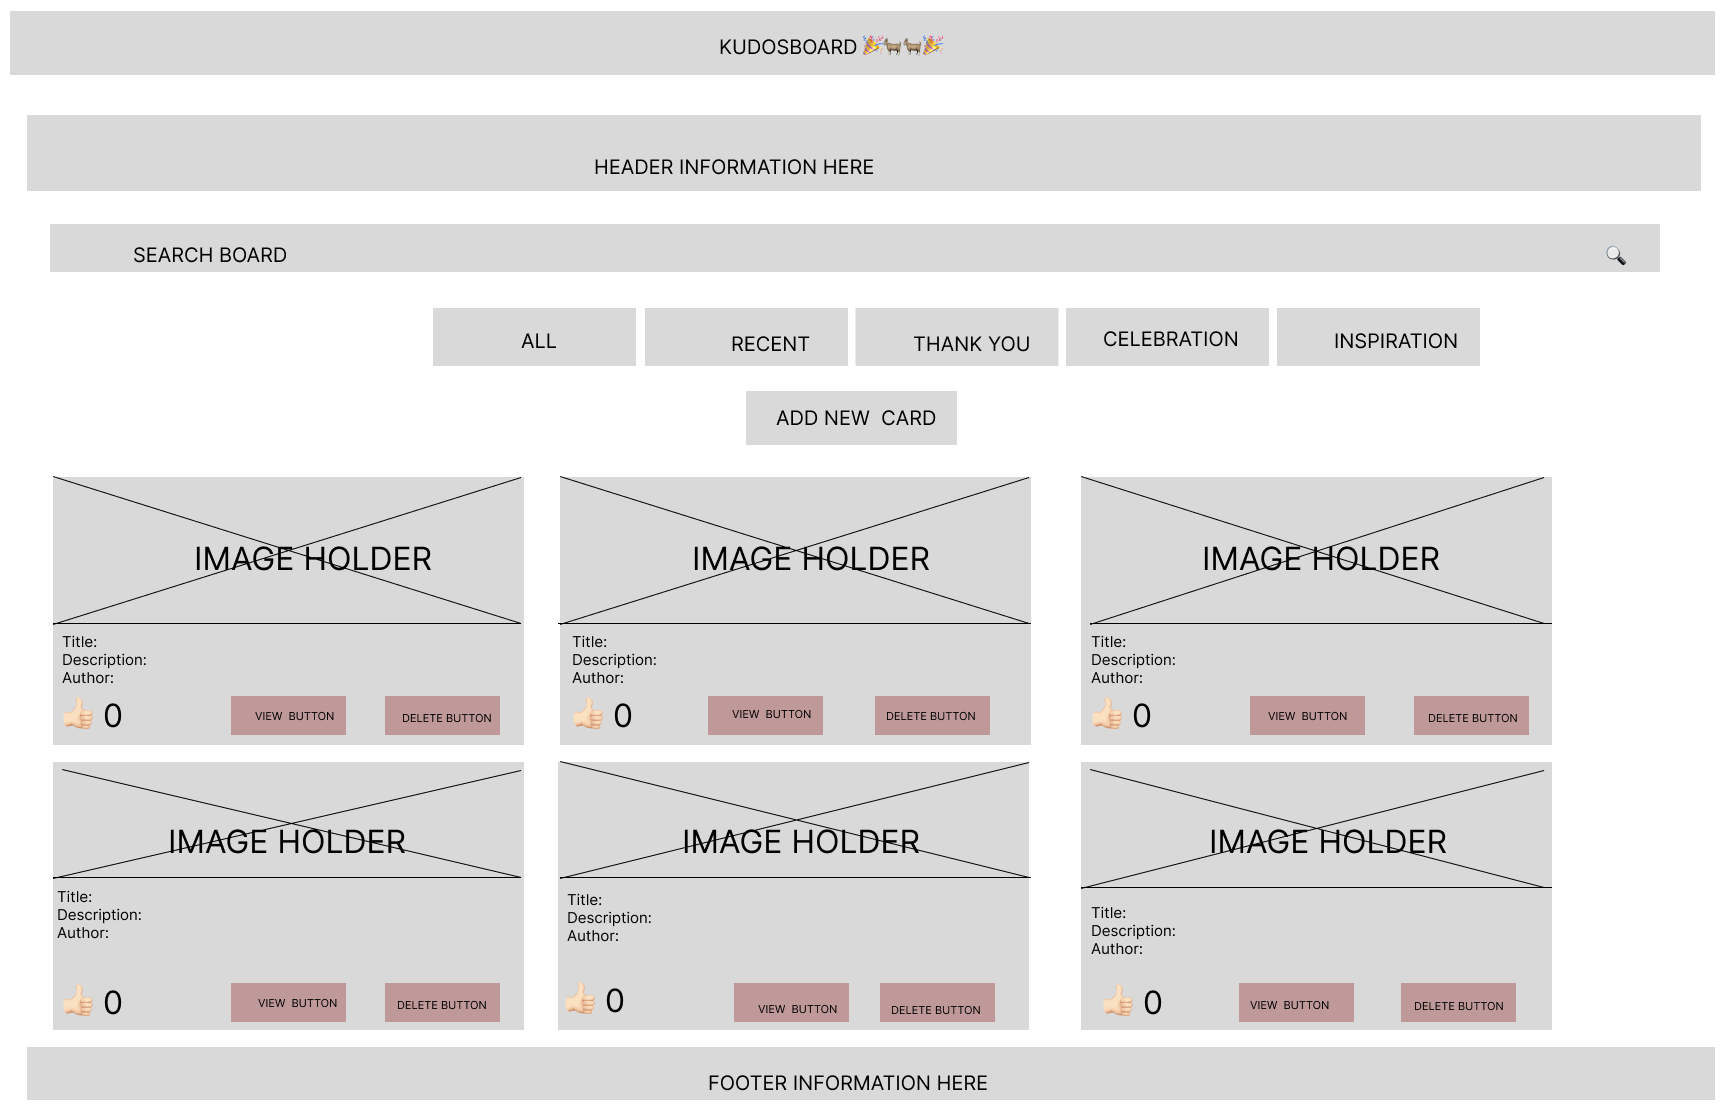 KUDOSBOARD 🎉🐐🐐🎉
HEADER INFORMATION HERE
SEARCH BOARD 🔍
ALL
RECENT
THANK YOU
CELEBRATION
INSPIRATION
ADD NEW  CARD
IMAGE HOLDER
Title:
Description:
Author:
👍🏻 0
VIEW  BUTTON
DELETE BUTTON
IMAGE HOLDER
Title:
Description:
Author:
👍🏻 0
VIEW  BUTTON
DELETE BUTTON
IMAGE HOLDER
Title:
Description:
Author:
👍🏻 0
VIEW  BUTTON
DELETE BUTTON
IMAGE HOLDER
Title:
Description:
Author:
👍🏻 0
VIEW  BUTTON
DELETE BUTTON
IMAGE HOLDER
Title:
Description:
Author:
👍🏻 0
VIEW  BUTTON
DELETE BUTTON
IMAGE HOLDER
Title:
Description:
Author:
👍🏻 0
VIEW  BUTTON
DELETE BUTTON
FOOTER INFORMATION HERE